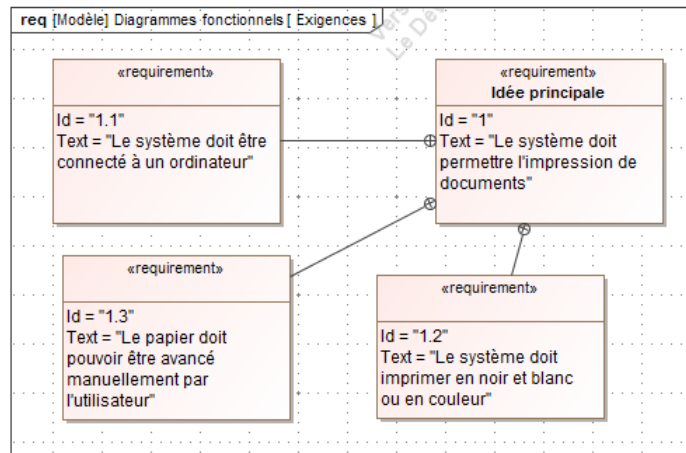 req [Modèle] Diagrammes fonctionnels [ Exigences ]
Le Dé
«requirement»
Id = "1.1"
Text = "Le système doit être
connecté à un ordinateur"
«requirement»
Idée principale
Id = "1"
Text = "Le système doit
permettre l'impression de
documents"
«requirement»
Id = "1.3"
Text = "Le papier doit
pouvoir être avancé
manuellement par
l'utilisateur"
«requirement»
Id = "1.2"
Text = "Le système doit
imprimer en noir et blanc
ou en couleur"